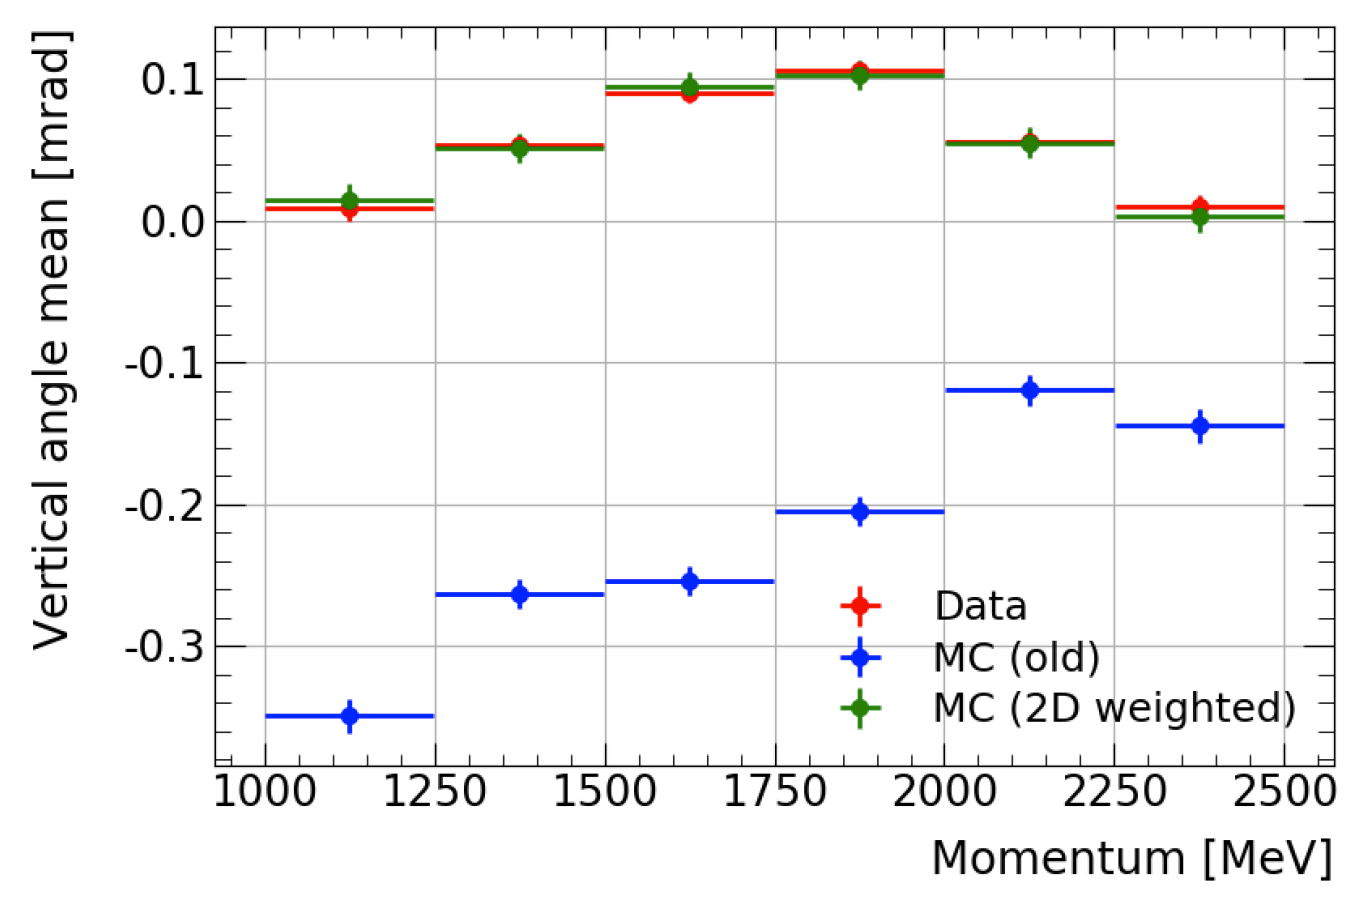 Vertical angle mean [mrad]
0.1
0.0
-0.1
-0.2
-0.3
Data
MC (old)
MC (2D weighted)
1000 1250 1500 1750 2000 2250 2500
Momentum [MeV]